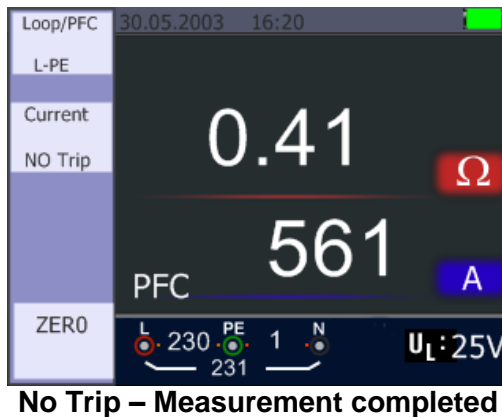 Loop/PFC 30.05.2003 16:20
L-PE
Current
NO Trip
0.41 Ω
PFC 561 A
ZERO
L 230 PE 1 N
231
UL:25V
No Trip – Measurement completed